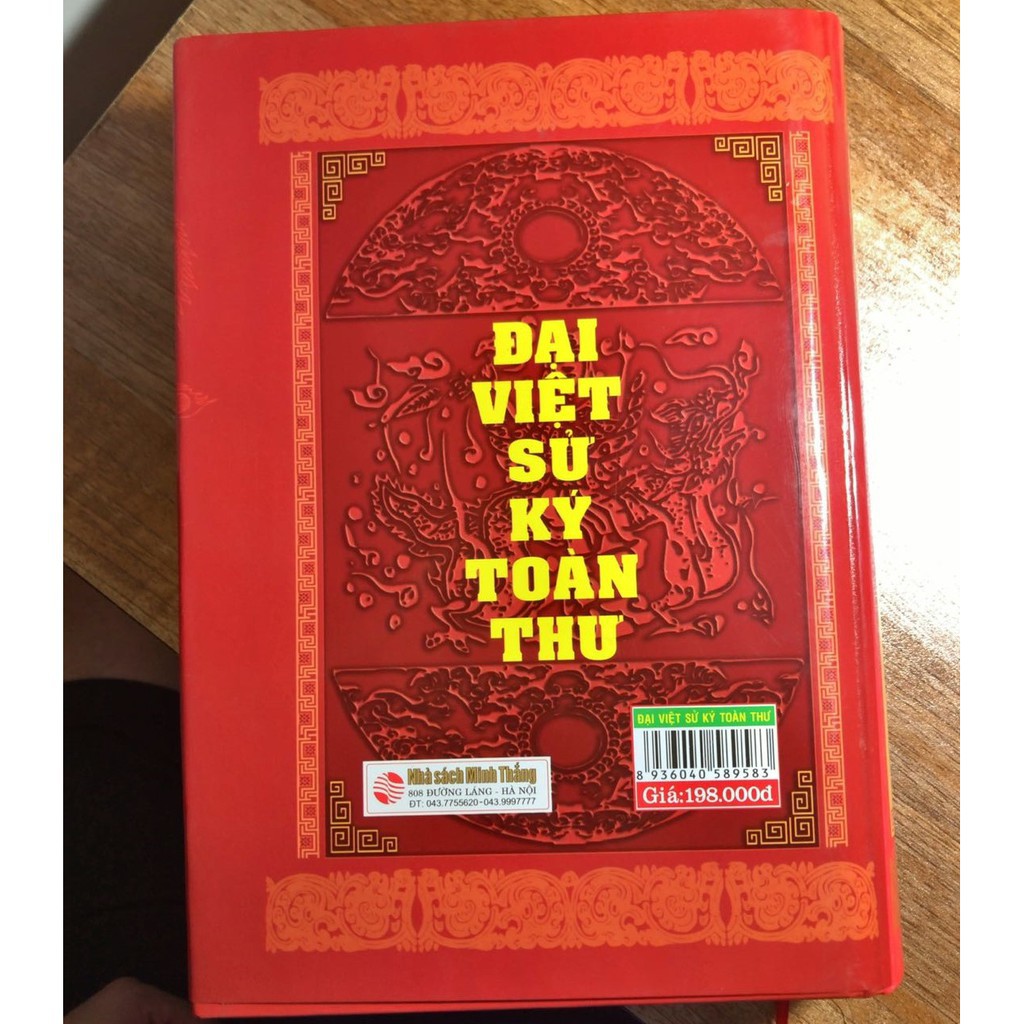 ĐẠI
VIỆT
SỬ
KÝ
TOÀN
THƯ
ĐẠI VIỆT SỬ KÝ TOÀN THƯ
8 936040 589583
Giá:198.000đ
Nhà sách Minh Thắng
808 ĐƯỜNG LÁNG - HÀ NỘI
ĐT: 043.7755620-043.9997777